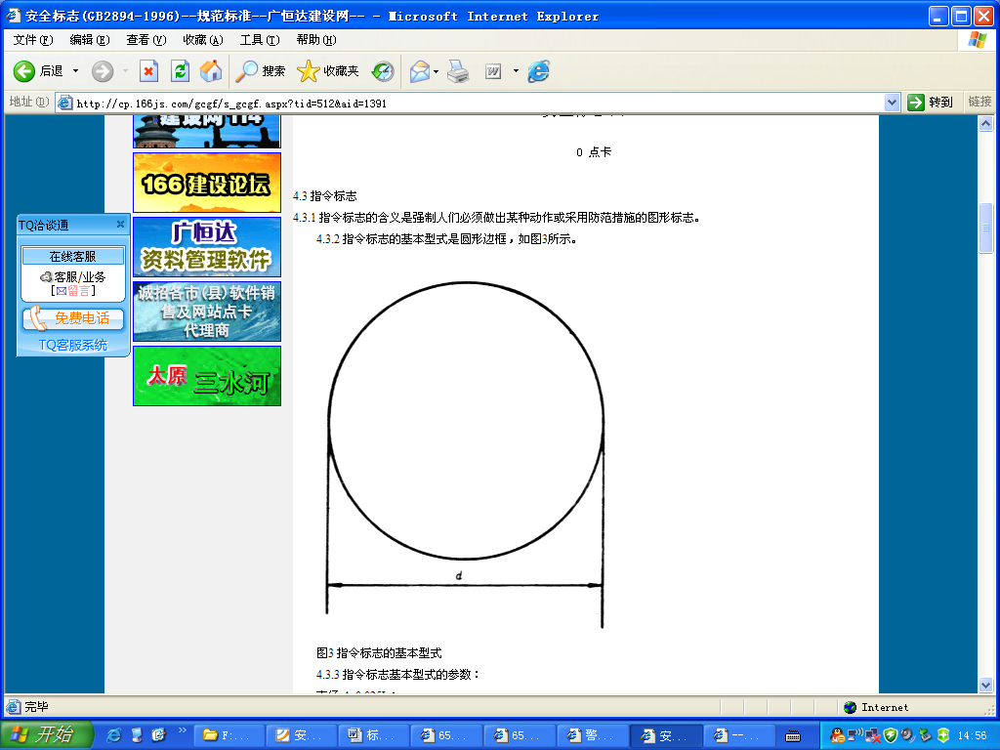 安全标志(GB2894-1996)--规范标准--广恒达建设网-- - Microsoft Internet Explorer
文件(F) 编辑(E) 查看(V) 收藏(A) 工具(T) 帮助(H)
后退 搜索 收藏夹
地址(D) http://cp.166js.com/gcgf/s_gcgf.aspx?tid=512&aid=1391 转到 链接
建设网114
0 点卡
166建设论坛
4.3 指令标志
4.3.1 指令标志的含义是强制人们必须做出某种动作或采用防范措施的图形标志。
4.3.2 指令标志的基本型式是圆形边框，如图3所示。
TQ洽谈通
在线客服
客服/业务
[留言]
免费电话
TQ客服系统
广恒达
资料管理软件
诚招各市(县)软件销
售及网站点卡
代理商
太原 三水河
d
图3 指令标志的基本型式
4.3.3 指令标志基本型式的参数：
完毕 Internet
开始 F:... 安... 标... 65... 65... 警... 安... --... 14:56